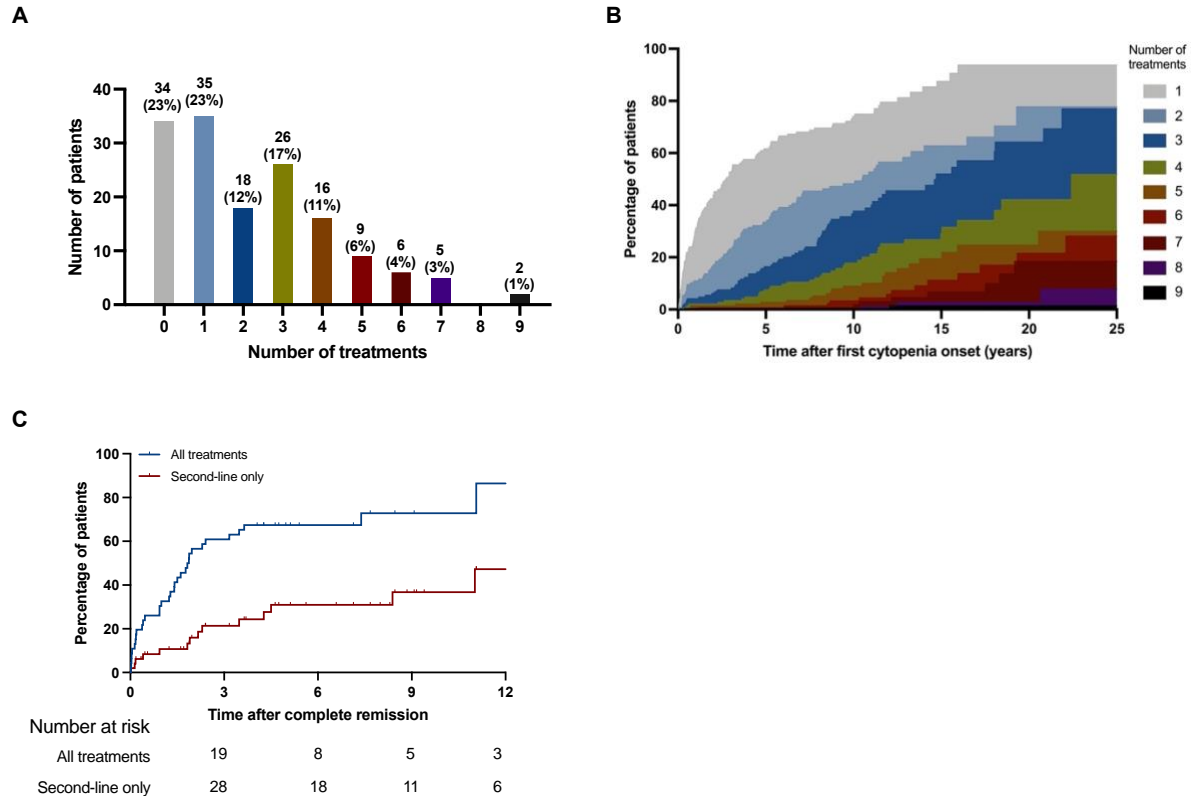 A
Number of patients
40
30
20
10
0
34
(23%)
35
(23%)
18
(12%)
26
(17%)
16
(11%)
9
(6%)
6
(4%)
5
(3%)
2
(1%)
0 1 2 3 4 5 6 7 8 9
Number of treatments
B
Percentage of patients
100
80
60
40
20
0
0 5 10 15 20 25
Time after first cytopenia onset (years)
Number of
treatments
1
2
3
4
5
6
7
8
9
C
Percentage of patients
100
80
60
40
20
0
All treatments
Second-line only
0 3 6 9 12
Time after complete remission
Number at risk
All treatments 19 8 5 3
Second-line only 28 18 11 6